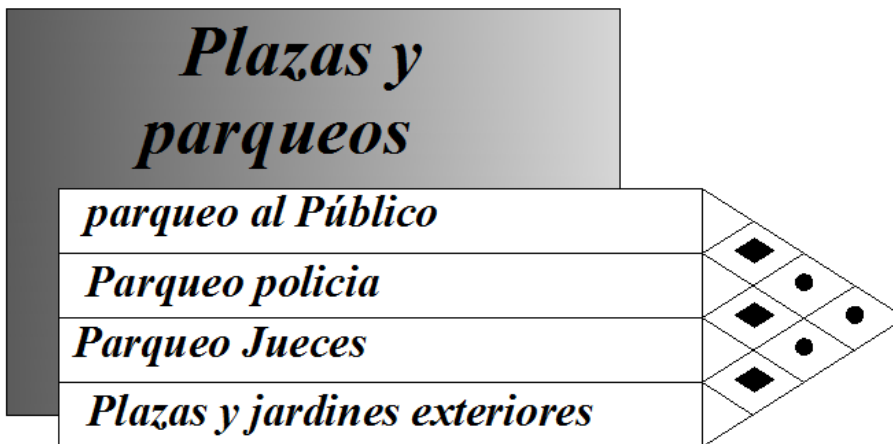 Plazas y
parqueos
parqueo al Público
Parqueo policia
Parqueo Jueces
Plazas y jardines exteriores